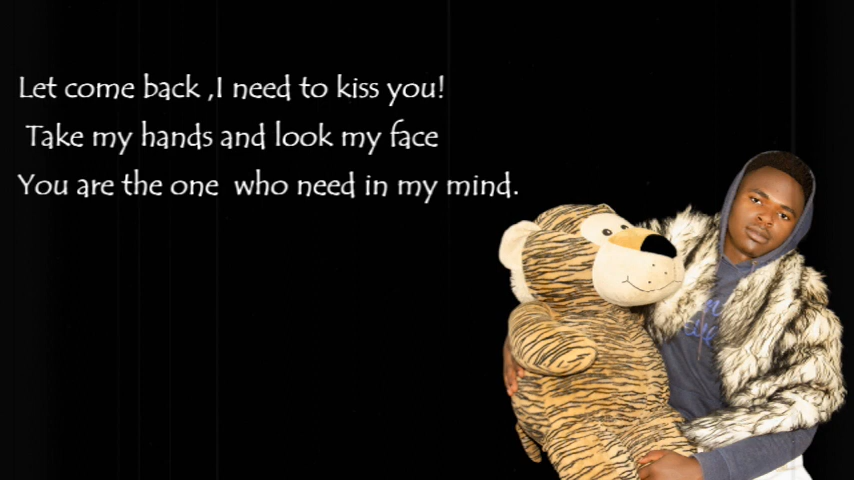 Let come back ,I need to kiss you!
Take my hands and look my face
You are the one who need in my mind.